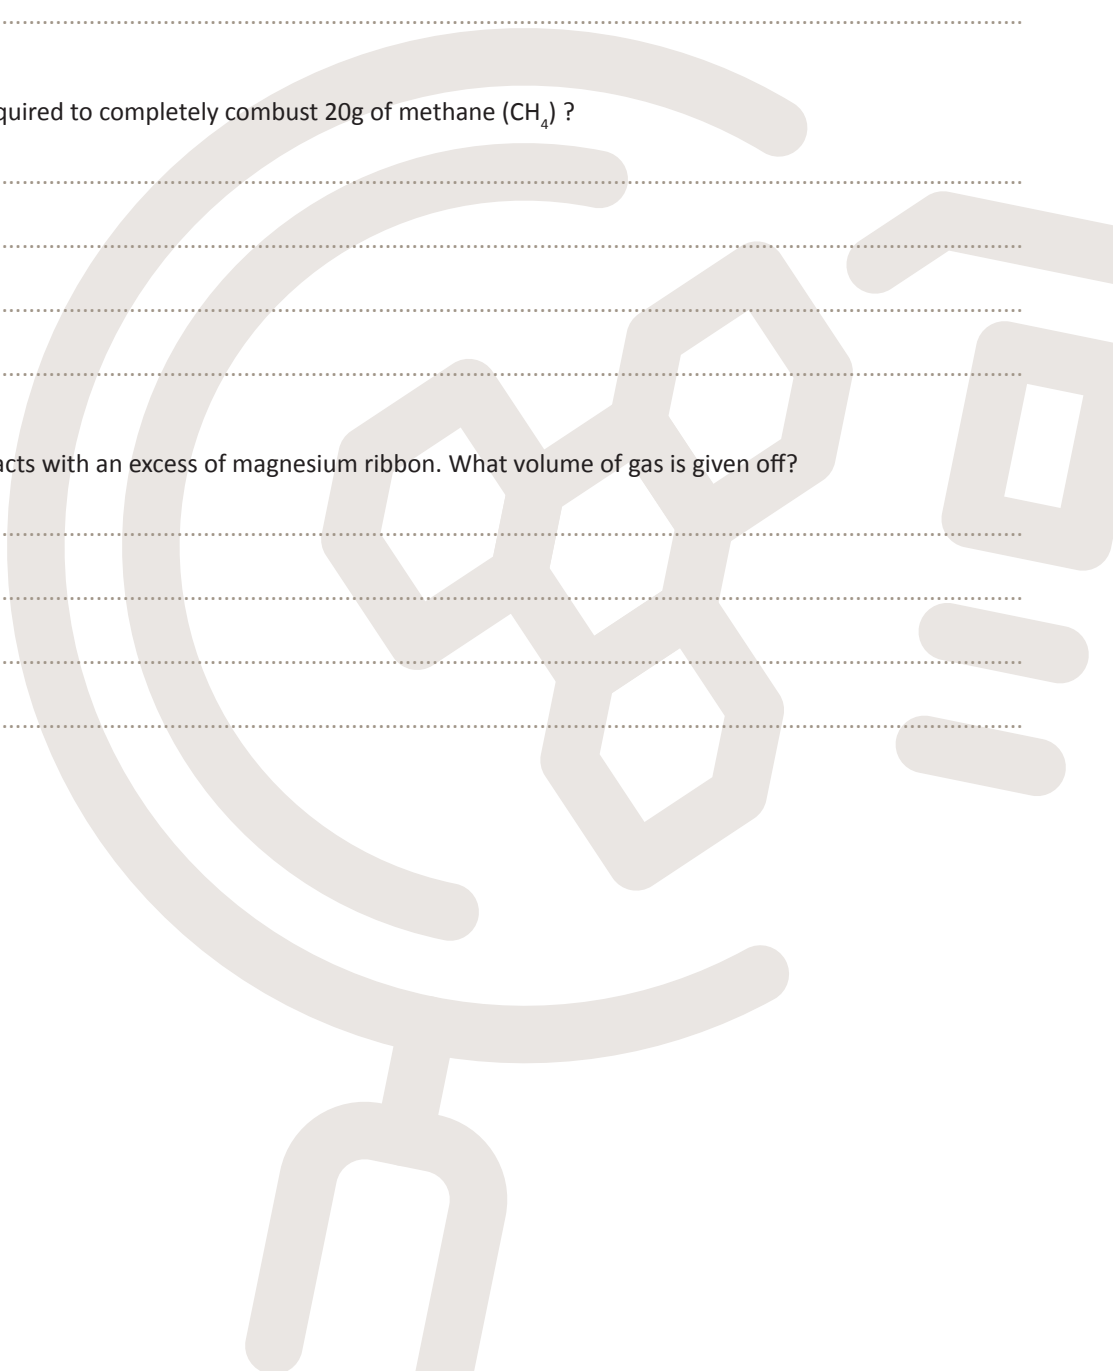 quired to completely combust 20g of methane (CH₄) ?
acts with an excess of magnesium ribbon. What volume of gas is given off?